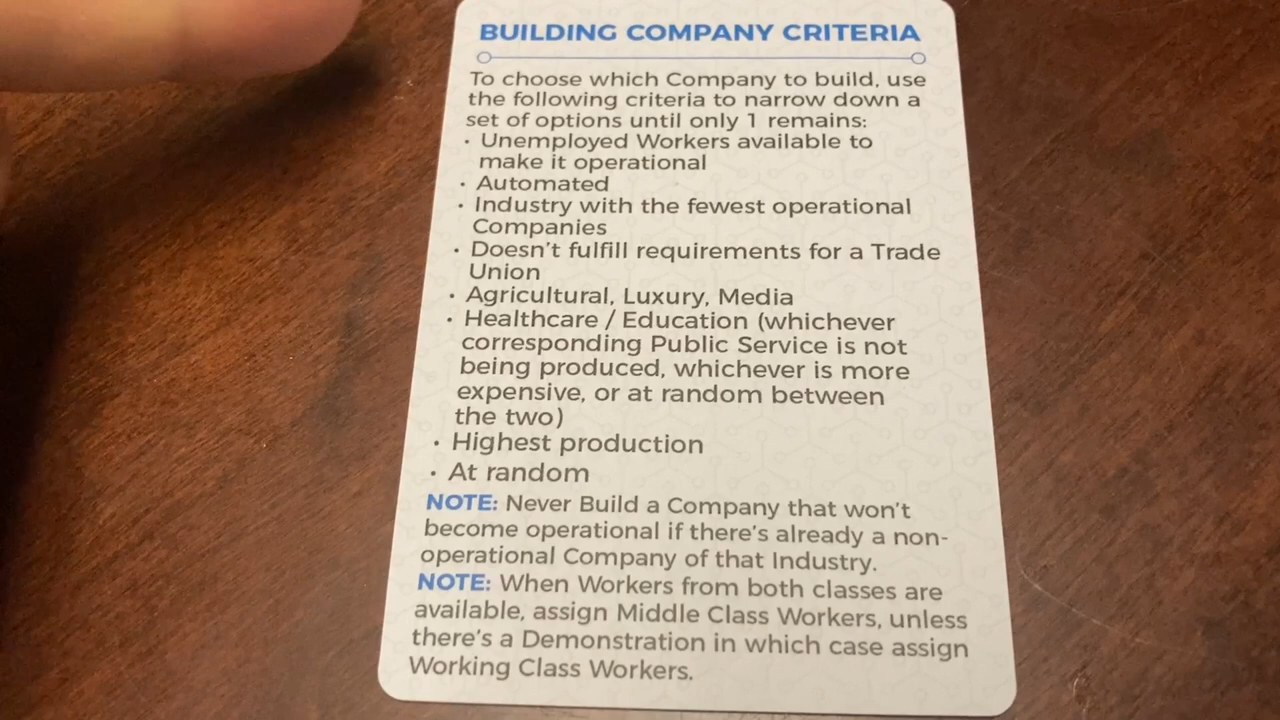 BUILDING COMPANY CRITERIA
To choose which Company to build, use
the following criteria to narrow down a
set of options until only 1 remains:
• Unemployed Workers available to
make it operational
• Automated
• Industry with the fewest operational
Companies
• Doesn't fulfill requirements for a Trade
Union
• Agricultural, Luxury, Media
• Healthcare / Education (whichever
corresponding Public Service is not
being produced, whichever is more
expensive, or at random between
the two)
• Highest production
• At random
NOTE: Never Build a Company that won't
become operational if there's already a non-
operational Company of that Industry.
NOTE: When Workers from both classes are
available, assign Middle Class Workers, unless
there's a Demonstration in which case assign
Working Class Workers.